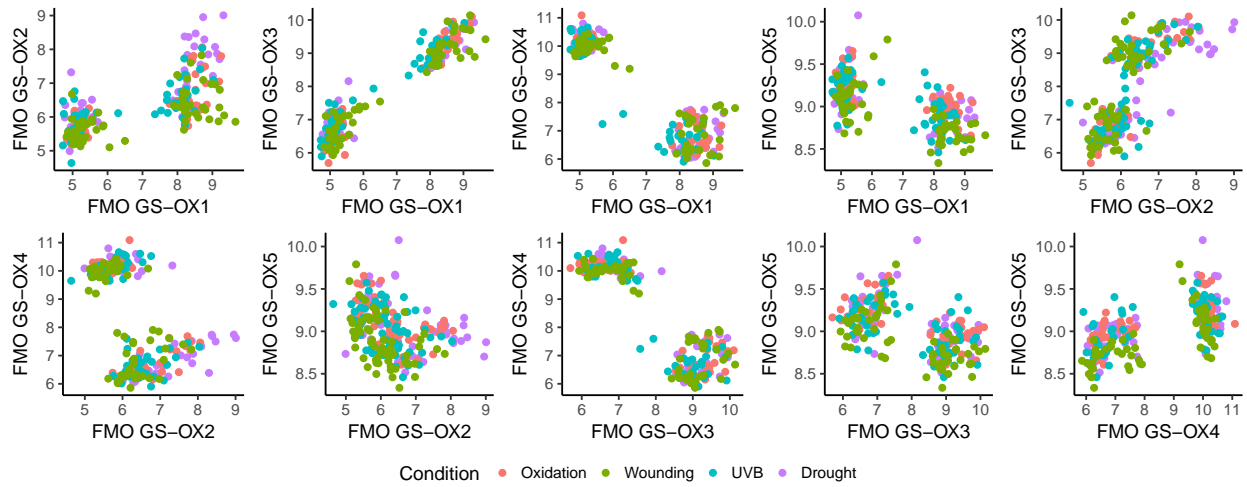 FMO GS−OX2
9
8
7
6
5
5 6 7 8 9
FMO GS−OX1
FMO GS−OX3
10
9
8
7
6
5 6 7 8 9
FMO GS−OX1
FMO GS−OX4
11
10
9
8
7
6
5 6 7 8 9
FMO GS−OX1
FMO GS−OX5
10.0
9.5
9.0
8.5
5 6 7 8 9
FMO GS−OX1
FMO GS−OX3
10
9
8
7
6
5 6 7 8 9
FMO GS−OX2
FMO GS−OX4
11
10
9
8
7
6
5 6 7 8 9
FMO GS−OX2
FMO GS−OX5
10.0
9.5
9.0
8.5
5 6 7 8 9
FMO GS−OX2
FMO GS−OX4
11
10
9
8
7
6
6 7 8 9 10
FMO GS−OX3
FMO GS−OX5
10.0
9.5
9.0
8.5
6 7 8 9 10
FMO GS−OX3
FMO GS−OX5
10.0
9.5
9.0
8.5
6 7 8 9 10 11
FMO GS−OX4
Condition Oxidation Wounding UVB Drought